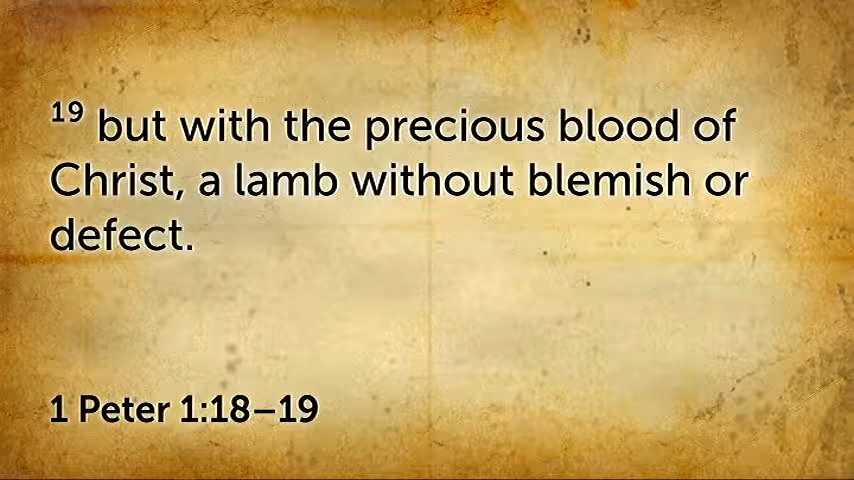 19 but with the precious blood of
Christ, a lamb without blemish or
defect.
1 Peter 1:18–19